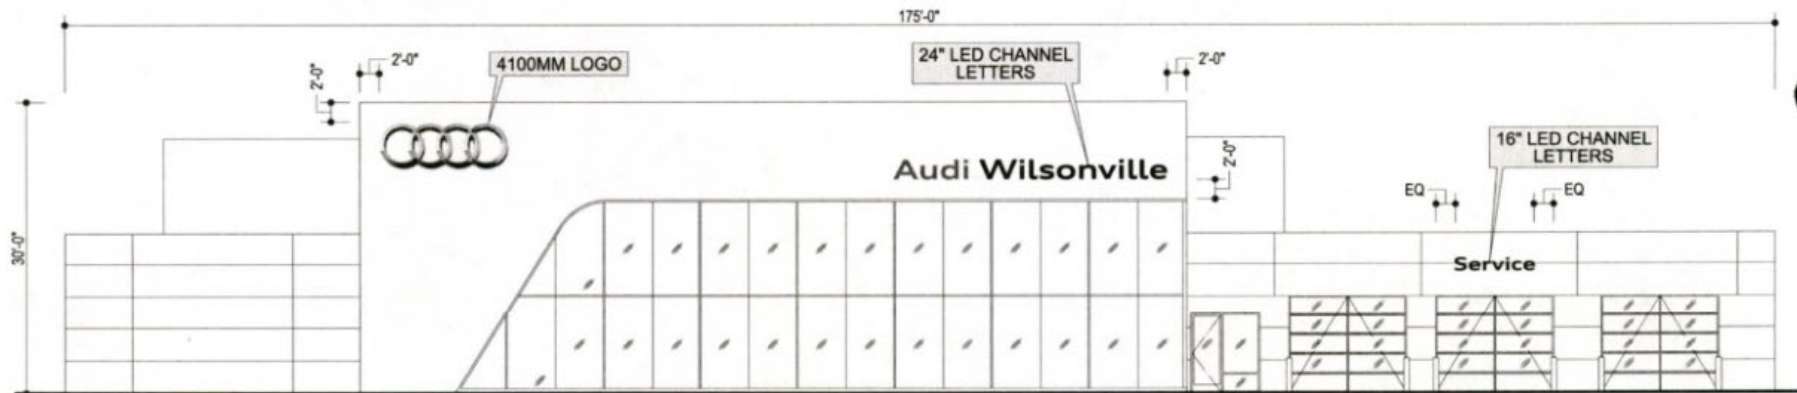 175'-0"
2'-0"
2'-0"
4100MM LOGO
24" LED CHANNEL
LETTERS
2'-0"
16" LED CHANNEL
LETTERS
Audi Wilsonville
2'-0"
EQ
EQ
30'-0"
Service